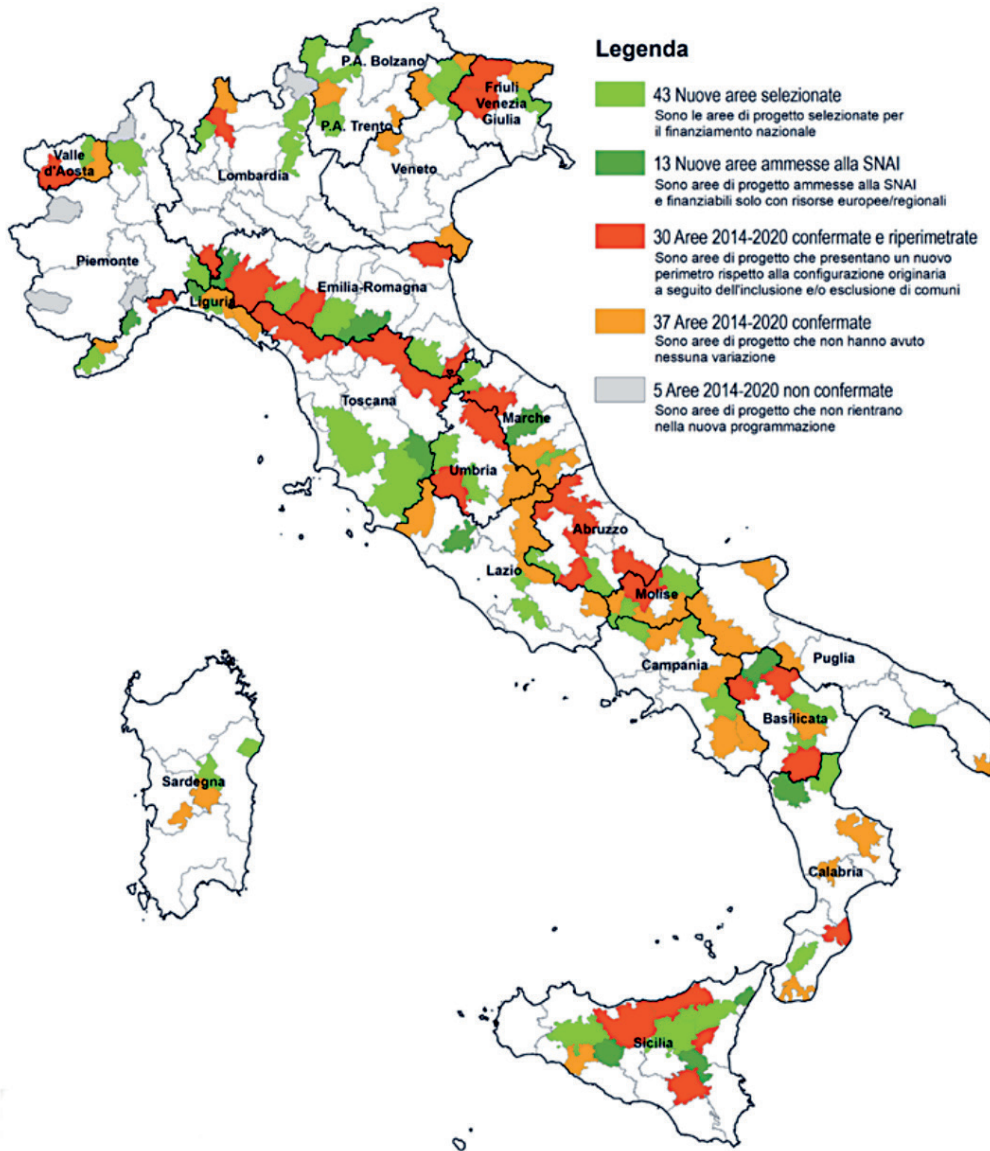 Legenda
43 Nuove aree selezionate
Sono le aree di progetto selezionate per
il finanziamento nazionale
13 Nuove aree ammesse alla SNAI
Sono aree di progetto ammesse alla SNAI
e finanziabili solo con risorse europee/regionali
30 Aree 2014-2020 confermate e riperimetrate
Sono aree di progetto che presentano un nuovo
perimetro rispetto alla configurazione originaria
a seguito dell'inclusione e/o esclusione di comuni
37 Aree 2014-2020 confermate
Sono aree di progetto che non hanno avuto
nessuna variazione
5 Aree 2014-2020 non confermate
Sono aree di progetto che non rientrano
nella nuova programmazione
P.A. Bolzano
Friuli
Venezia
Giulia
P.A. Trento
Valle
d'Aosta
Lombardia
Veneto
Piemonte
Emilia-Romagna
Liguria
Toscana
Marche
Umbria
Abruzzo
Lazio
Molise
Campania
Puglia
Basilicata
Sardegna
Calabria
Sicilia